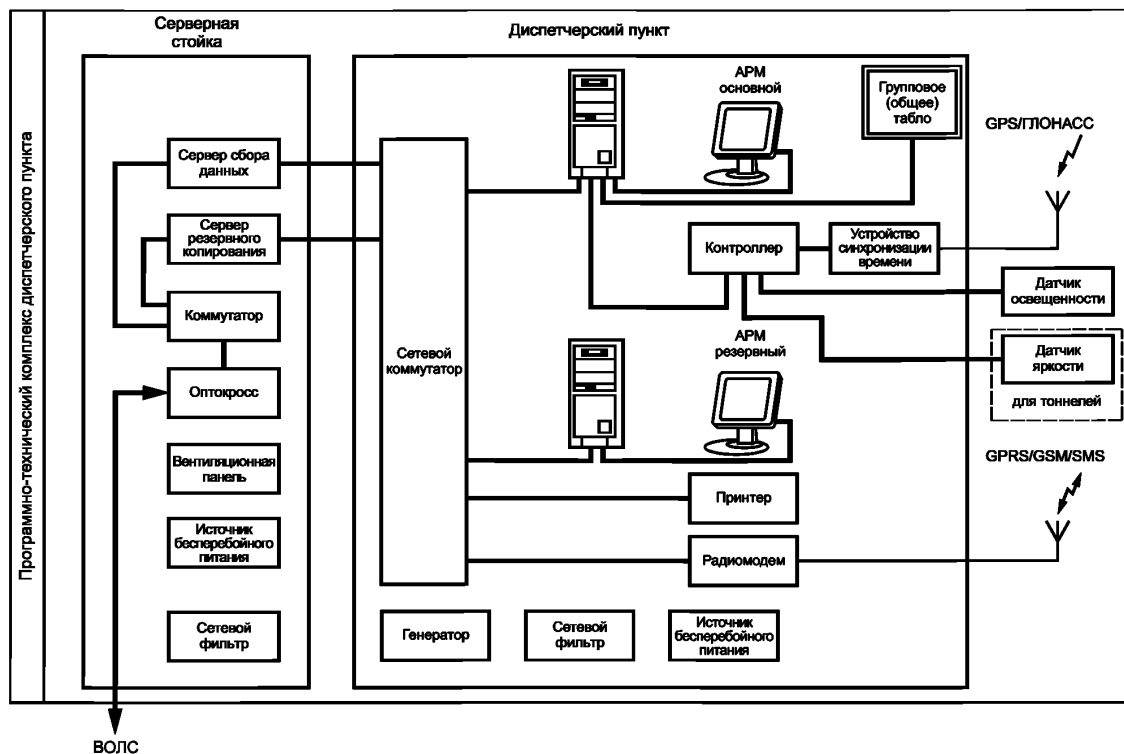 Программно-технический комплекс диспетчерского пункта
Серверная
стойка
Диспетчерский пункт
АРМ
основной
Групповое
(общее)
табло
GPS/ГЛОНАСС
Сервер сбора
данных
Сервер
резервного
копирования
Контроллер
Устройство
синхронизации
времени
Датчик
освещенности
Коммутатор
Сетевой
коммутатор
АРМ
резервный
Датчик
яркости
для тоннелей
Оптокросс
Вентиляционная
панель
GPRS/GSM/SMS
Принтер
Источник
бесперебойного
питания
Радиомодем
Сетевой
фильтр
Генератор
Сетевой
фильтр
Источник
бесперебойного
питания
ВОЛС